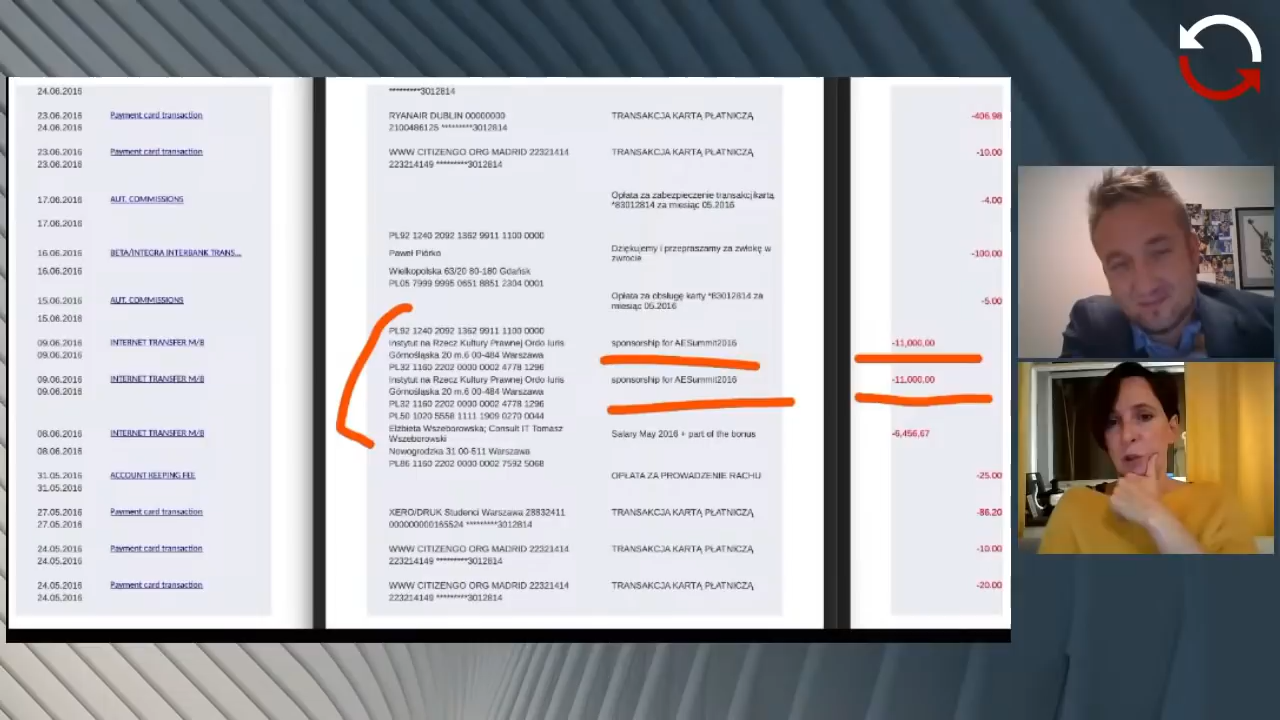 24.06.2016 *********3012814
23.06.2016 Payment card transaction RYANAIR DUBLIN 00000000 TRANSAKCJA KARTĄ PŁATNICZĄ -406.98
24.06.2016 2100486125 *********3012814
23.06.2016 Payment card transaction WWW CITIZENGO ORG MADRID 22321414 TRANSAKCJA KARTĄ PŁATNICZĄ -10.00
23.06.2016 223214149 *********3012814
Opłata za zabezpieczenie transakcji kartą
17.06.2016 AUT. COMMISSIONS *83012814 za miesiąc 05.2016 -4.00
17.06.2016
PL92 1240 2092 1362 9911 1100 0000
16.06.2016 BETA/INTEGRA INTERBANK TRANS... Paweł Piórko Dziękujemy i przepraszamy za zwłokę w -100.00
zwrocie
16.06.2016 Wielkopolska 63/20 80-180 Gdańsk
PL05 7999 9995 0651 8851 2304 0001
15.06.2016 AUT. COMMISSIONS Opłata za obsługę karty *83012814 za -5.00
miesiąc 05.2016
15.06.2016
PL92 1240 2092 1362 9911 1100 0000
09.06.2016 INTERNET TRANSFER M/B Instytut na Rzecz Kultury Prawnej Ordo Iuris sponsorship for AESummit2016 -11,000,00
09.06.2016 Górnośląska 20 m.6 00-484 Warszawa
PL32 1160 2202 0000 0002 4778 1296
09.06.2016 INTERNET TRANSFER M/B Instytut na Rzecz Kultury Prawnej Ordo Iuris sponsorship for AESummit2016 -11,000,00
09.06.2016 Górnośląska 20 m.6 00-484 Warszawa
PL32 1160 2202 0000 0002 4778 1296
PL50 1020 5558 1111 1909 0270 0044
08.06.2016 INTERNET TRANSFER M/B Elżbieta Wszeborowska; Consult IT Tomasz Salary May 2016 + part of the bonus -6,456,67
Wszeborowski
08.06.2016 Nowogrodzka 31 00-511 Warszawa
PL86 1160 2202 0000 0002 7592 5068
31.05.2016 ACCOUNT KEEPING FEE OPŁATA ZA PROWADZENIE RACHU -25.00
31.05.2016
27.05.2016 Payment card transaction XERO/DRUK Studenci Warszawa 28832411 TRANSAKCJA KARTĄ PŁATNICZĄ -86.20
27.05.2016 000000000165524 *********3012814
24.05.2016 Payment card transaction WWW CITIZENGO ORG MADRID 22321414 TRANSAKCJA KARTĄ PŁATNICZĄ -10.00
24.05.2016 223214149 *********3012814
24.05.2016 Payment card transaction WWW CITIZENGO ORG MADRID 22321414 TRANSAKCJA KARTĄ PŁATNICZĄ -20.00
24.05.2016 223214149 *********3012814